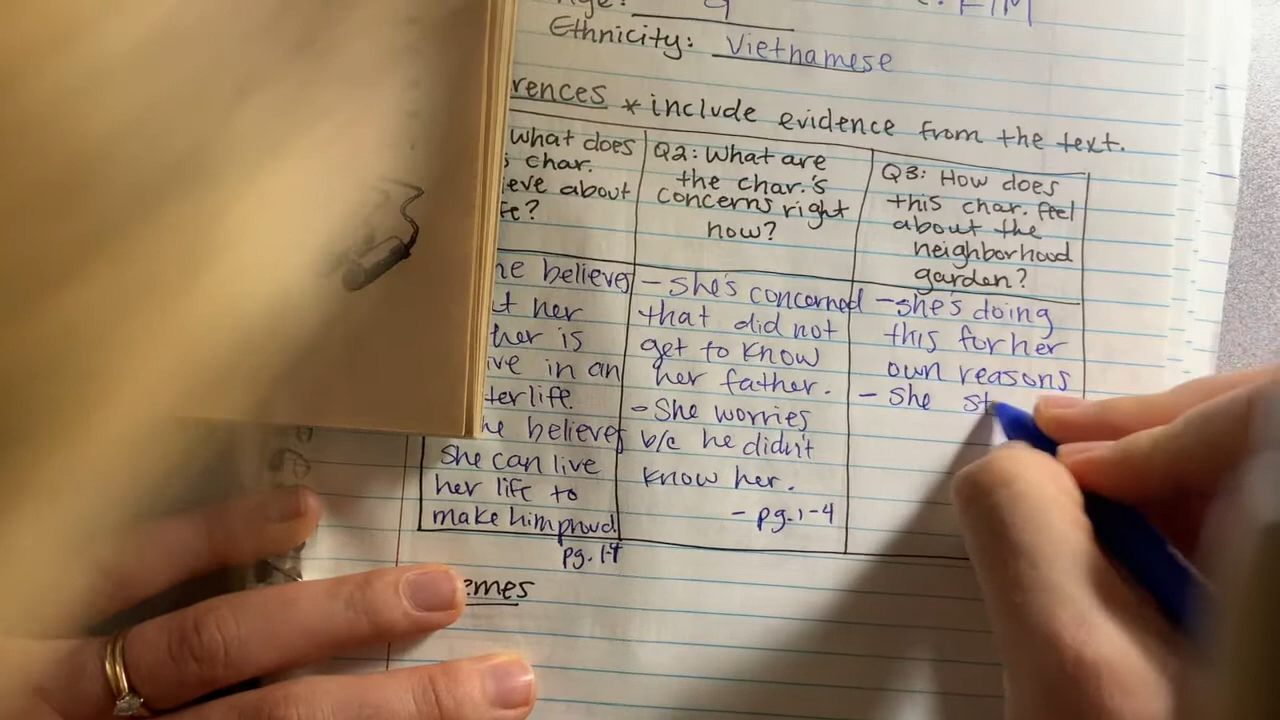 Age: 9
: F/M
Ethnicity: Vietnamese
rences * include evidence from the text.
what does
s char.
ieve about
fe?
Q2: What are
the char.'s
concerns right
now?
Q3: How does
this char. feel
about the
neighborhood
garden?
he believes
t her
ther is
ive in an
terlife.
he believes
she can live
her life to
make him proud
pg. 1-4
- she's concerned
that did not
get to know
her father.
- She worries
b/c he didn't
know her.
- pg. 1-4
- she's doing
this for her
own reasons
- She st
emes